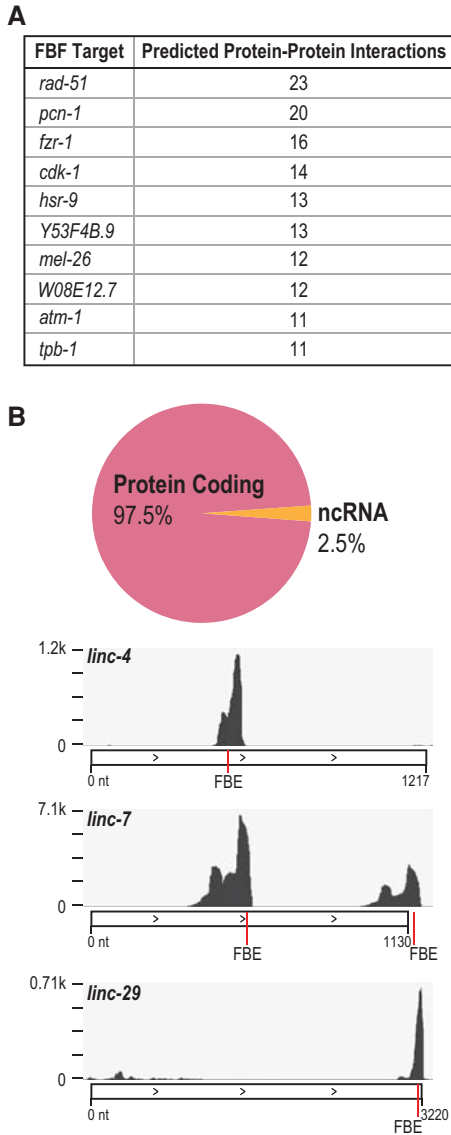 A
FBF Target Predicted Protein-Protein Interactions
rad-51 23
pcn-1 20
fzr-1 16
cdk-1 14
hsr-9 13
Y53F4B.9 13
mel-26 12
W08E12.7 12
atm-1 11
tpb-1 11
B
Protein Coding
97.5%
ncRNA
2.5%
1.2k
linc-4
0
> > >
0 nt
FBE
1217
7.1k
linc-7
0
> > >
0 nt
FBE
1130
FBE
0.71k
linc-29
0
> > >
0 nt
FBE
3220